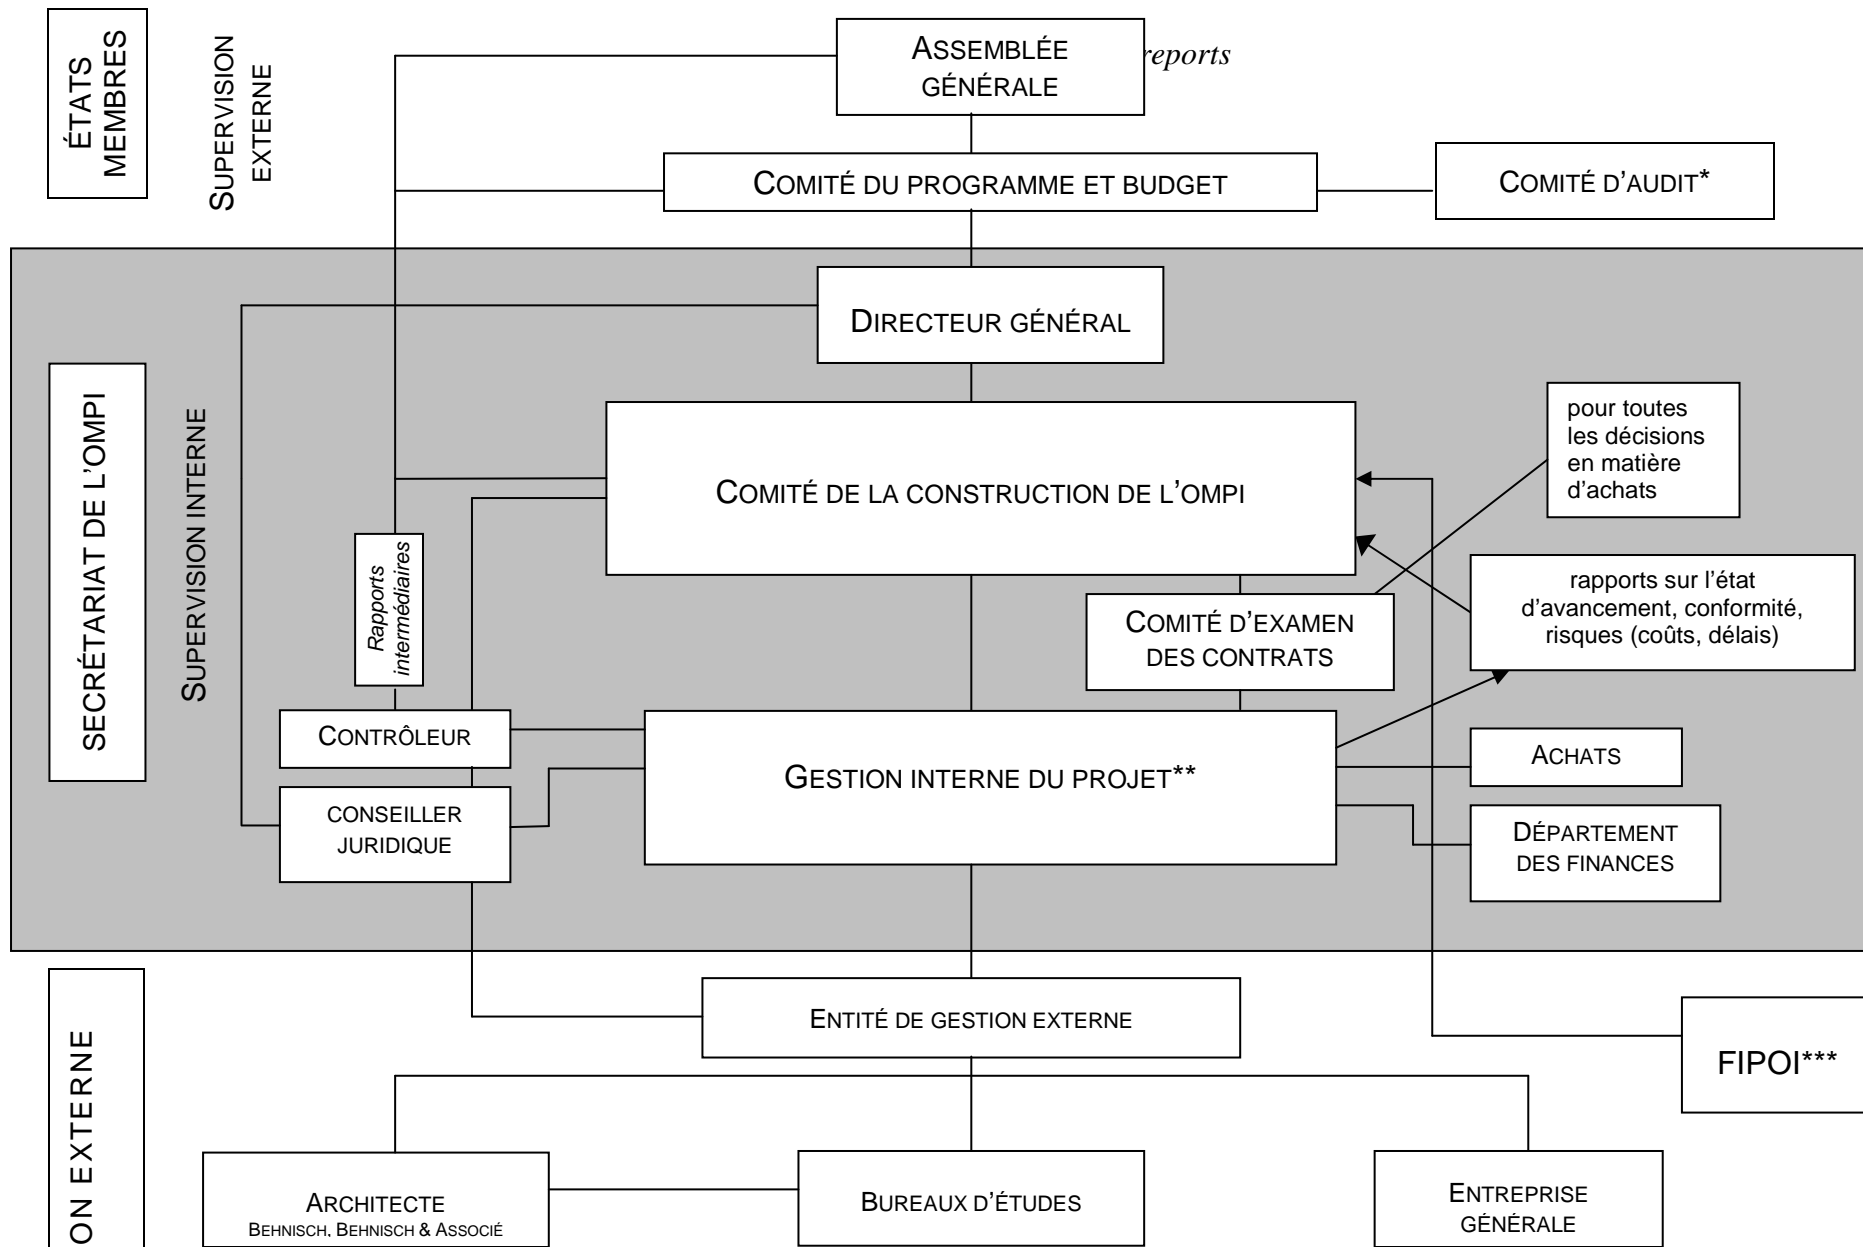 ÉTATS
MEMBRES
SUPERVISION
EXTERNE
ASSEMBLÉE
GÉNÉRALE
reports
COMITÉ DU PROGRAMME ET BUDGET
COMITÉ D’AUDIT*
SECRÉTARIAT DE L’OMPI
SUPERVISION INTERNE
DIRECTEUR GÉNÉRAL
COMITÉ DE LA CONSTRUCTION DE L’OMPI
pour toutes
les décisions
en matière
d’achats
Rapports
intermédiaires
COMITÉ D’EXAMEN
DES CONTRATS
rapports sur l’état
d’avancement, conformité,
risques (coûts, délais)
CONTRÔLEUR
GESTION INTERNE DU PROJET**
ACHATS
CONSEILLER
JURIDIQUE
DÉPARTEMENT
DES FINANCES
ON EXTERNE
ENTITÉ DE GESTION EXTERNE
FIPOI***
ARCHITECTE
BEHNISCH, BEHNISCH & ASSOCIÉ
BUREAUX D’ÉTUDES
ENTREPRISE
GÉNÉRALE